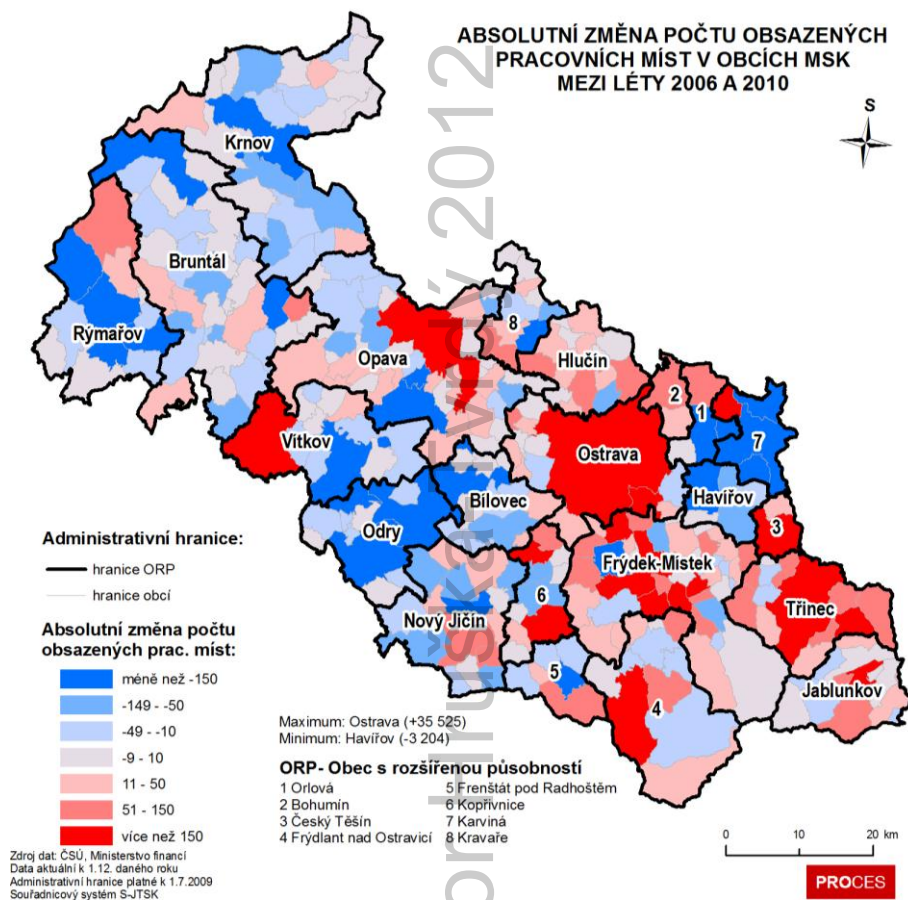 ABSOLUTNÍ ZMĚNA POČTU OBSAZENÝCH
PRACOVNÍCH MÍST V OBCÍCH MSK
MEZI LÉTY 2006 A 2010
S
Krnov
Bruntál
Rýmařov
Opava
8
Hlučín
2
1
7
Vitkov
Ostrava
Bílovec
Havířov
Odry
3
Frýdek-Místek
6
Třinec
Nový Jičín
5
Jablunkov
4
Administrativní hranice:
hranice ORP
hranice obcí
Absolutní změna počtu
obsazených prac. míst:
méně než -150
-149 - -50
-49 - -10
-9 - 10
11 - 50
51 - 150
více než 150
Maximum: Ostrava (+35 525)
Minimum: Havířov (-3 204)
ORP- Obec s rozšířenou působností
1 Orlová
2 Bohumín
3 Český Těšín
4 Frýdlant nad Ostravicí
5 Frenštát pod Radhoštěm
6 Kopřivnice
7 Karviná
8 Kravaře
0 10 20 km
Zdroj dat: ČSÚ, Ministerstvo financí
Data aktuální k 1.12. daného roku
Administrativní hranice platné k 1.7.2009
Souřadnicový systém S-JTSK
PROCES